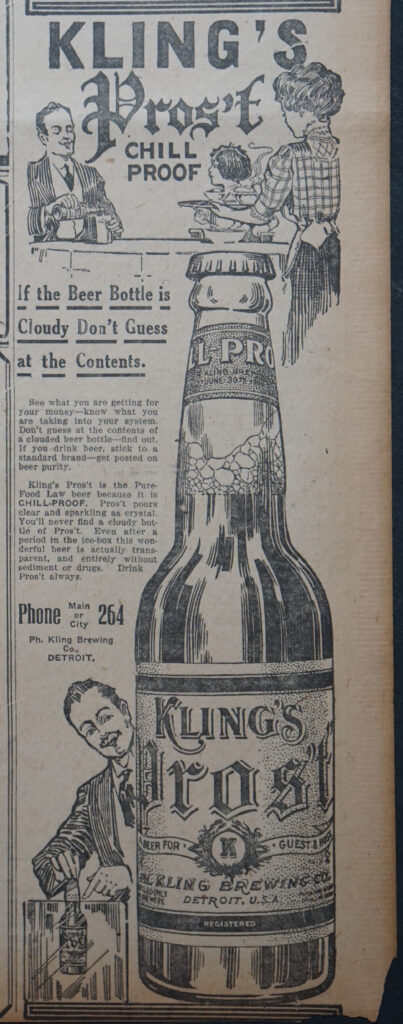 KLING'S
Pros't
CHILL
PROOF
If the Beer Bottle is
Cloudy Don't Guess
at the Contents.
See what you are getting for
your money—know what you
are taking into your system.
Don't guess at the contents of
a clouded beer bottle—find out.
If you drink beer, stick to a
standard brand—get posted on
beer purity.
Kling's Pros't is the Pure-
Food Law beer because it is
CHILL-PROOF. Pros't pours
clear and sparkling as crystal.
You'll never find a cloudy bot-
tle of Pros't. Even after a
period in the ice-box this won-
derful beer is actually trans-
parent, and entirely without
sediment or drugs. Drink
Pros't always.
Phone Main or City 264
Ph. Kling Brewing
Co.,
DETROIT.
LL-PRO
KLING BREW
JUNE 30TH
KLING'S
Pros't
BEER FOR
GUEST &
K
PH. KLING BREWING CO.
DETROIT, U.S.A.
REGISTERED